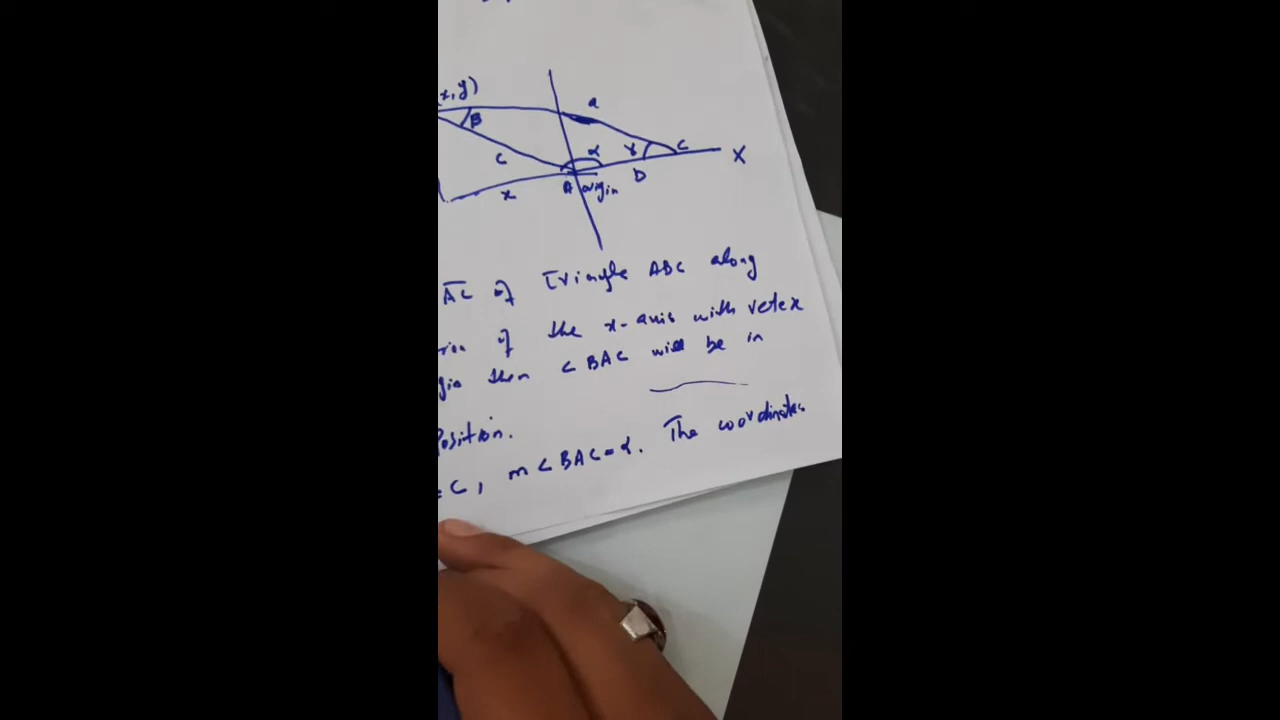 x, y)
a
B
c
α
γ
C
X
x
A origin
b
AC of Triangle ABC along
of the x-axis with vetex
then < BAC will be in
Position.
= C, m < BAC = α. The coordinates